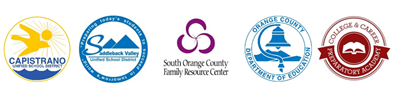 CAPISTRANO
UNIFIED SCHOOL DISTRICT
Saddleback Valley
Unified School District
South Orange County
Family Resource Center
ORANGE COUNTY
DEPARTMENT OF EDUCATION
COLLEGE & CAREER
PREPARATORY ACADEMY